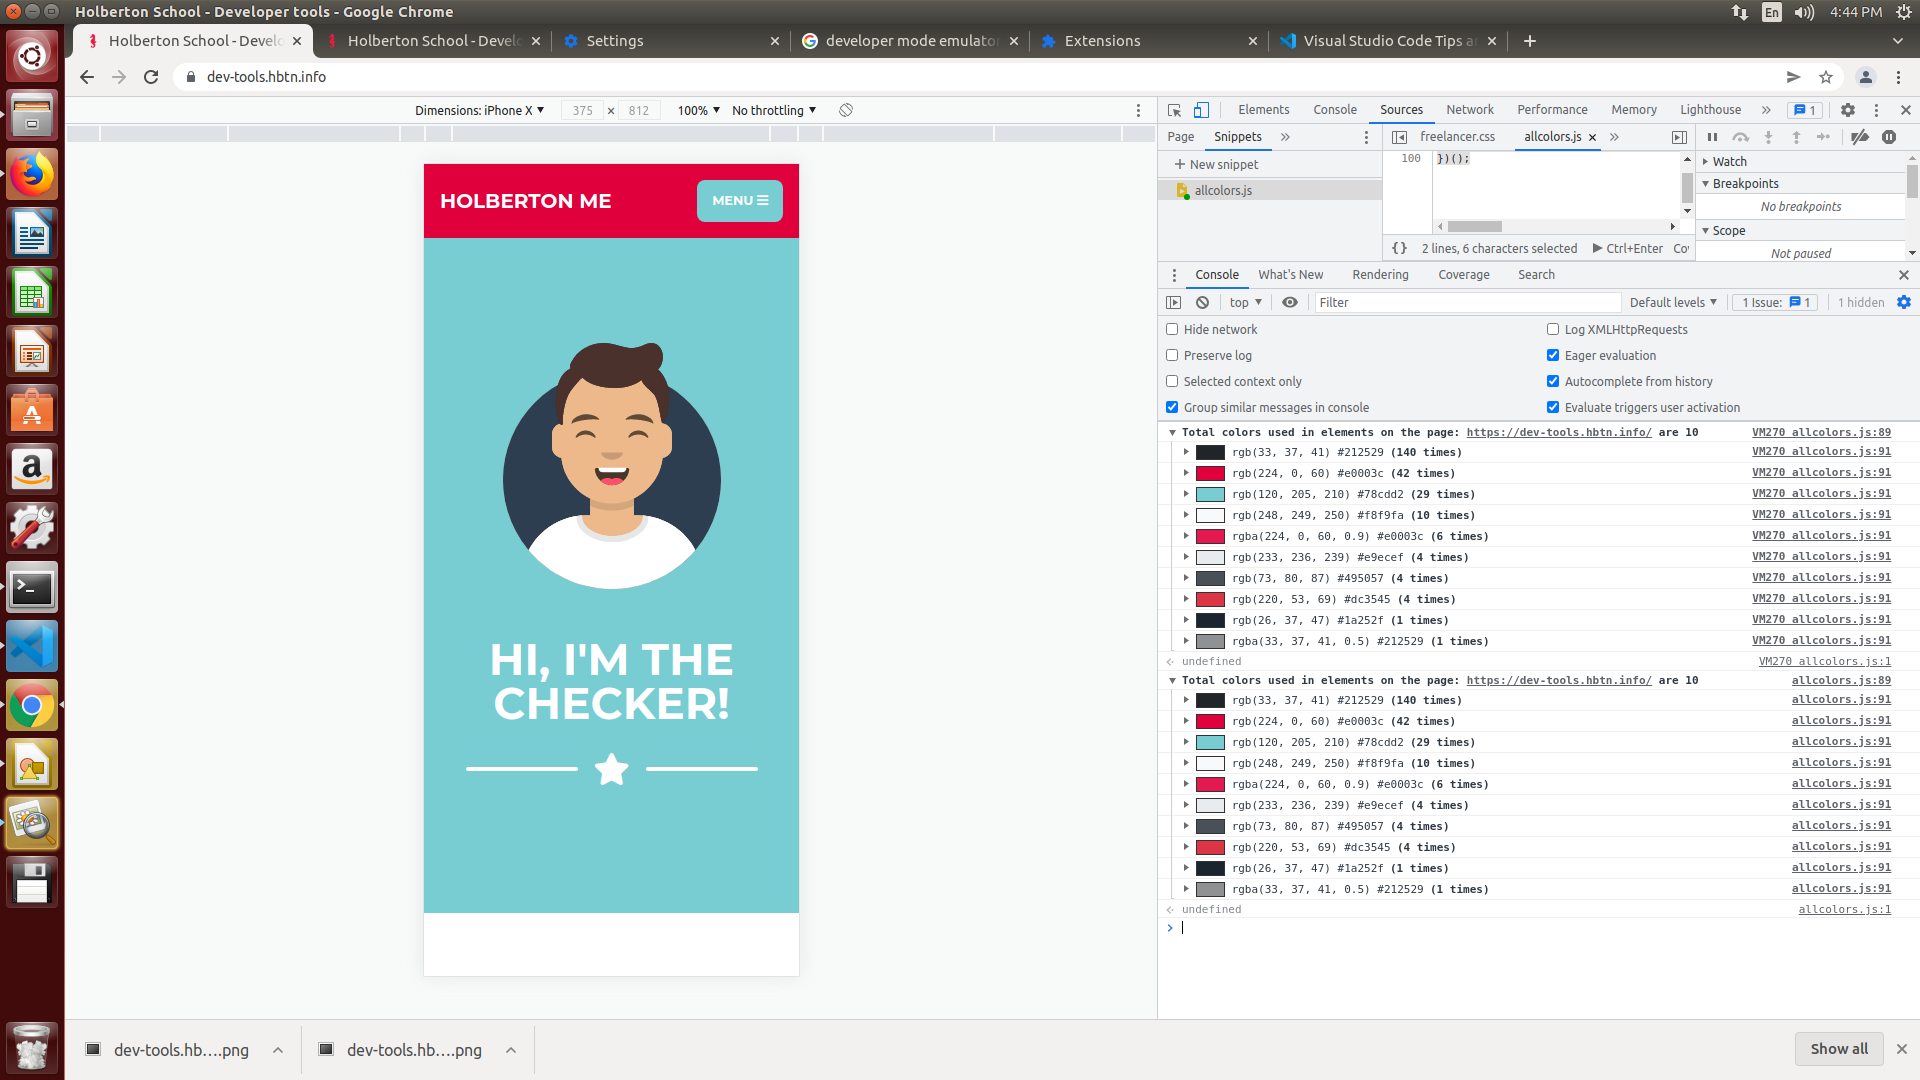 Holberton School - Developer tools - Google Chrome
En
4:44 PM
Holberton School - Develo
Holberton School - Develo
Settings
developer mode emulato
Extensions
Visual Studio Code Tips a
dev-tools.hbtn.info
Dimensions: iPhone X
375 × 812
100%
No throttling
Elements
Console
Sources
Network
Performance
Memory
Lighthouse
1
Page
Snippets
freelancer.css
allcolors.js
New snippet
allcolors.js
100
})();
{ }
2 lines, 6 characters selected
Ctrl+Enter
Co
Watch
Breakpoints
No breakpoints
Scope
Not paused
Console
What's New
Rendering
Coverage
Search
top
Filter
Default levels
1 Issue: 1
1 hidden
Hide network
Log XMLHttpRequests
Preserve log
Eager evaluation
Selected context only
Autocomplete from history
Group similar messages in console
Evaluate triggers user activation
Total colors used in elements on the page: https://dev-tools.hbtn.info/ are 10 VM270 allcolors.js:89
rgb(33, 37, 41) #212529 (140 times) VM270 allcolors.js:91
rgb(224, 0, 60) #e0003c (42 times) VM270 allcolors.js:91
rgb(120, 205, 210) #78cdd2 (29 times) VM270 allcolors.js:91
rgb(248, 249, 250) #f8f9fa (10 times) VM270 allcolors.js:91
rgba(224, 0, 60, 0.9) #e0003c (6 times) VM270 allcolors.js:91
rgb(233, 236, 239) #e9ecef (4 times) VM270 allcolors.js:91
rgb(73, 80, 87) #495057 (4 times) VM270 allcolors.js:91
rgb(220, 53, 69) #dc3545 (4 times) VM270 allcolors.js:91
rgb(26, 37, 47) #1a252f (1 times) VM270 allcolors.js:91
rgba(33, 37, 41, 0.5) #212529 (1 times) VM270 allcolors.js:91
undefined VM270 allcolors.js:1
Total colors used in elements on the page: https://dev-tools.hbtn.info/ are 10 allcolors.js:89
rgb(33, 37, 41) #212529 (140 times) allcolors.js:91
rgb(224, 0, 60) #e0003c (42 times) allcolors.js:91
rgb(120, 205, 210) #78cdd2 (29 times) allcolors.js:91
rgb(248, 249, 250) #f8f9fa (10 times) allcolors.js:91
rgba(224, 0, 60, 0.9) #e0003c (6 times) allcolors.js:91
rgb(233, 236, 239) #e9ecef (4 times) allcolors.js:91
rgb(73, 80, 87) #495057 (4 times) allcolors.js:91
rgb(220, 53, 69) #dc3545 (4 times) allcolors.js:91
rgb(26, 37, 47) #1a252f (1 times) allcolors.js:91
rgba(33, 37, 41, 0.5) #212529 (1 times) allcolors.js:91
undefined allcolors.js:1
HOLBERTON ME
MENU
HI, I'M THE
CHECKER!
dev-tools.hb....png
dev-tools.hb....png
Show all